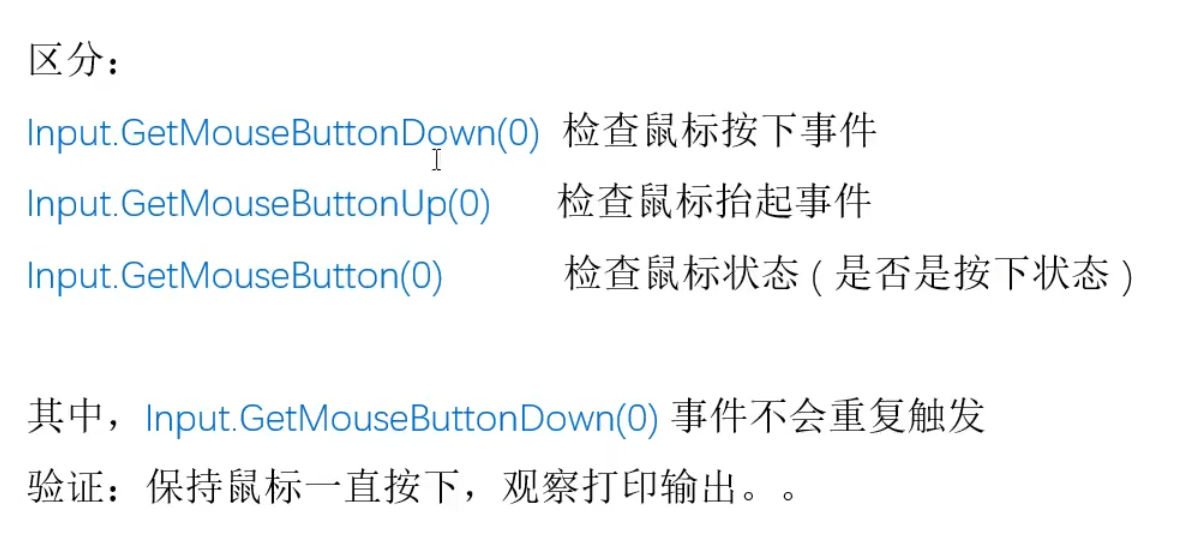 区分：
Input.GetMouseButtonDown(0) 检查鼠标按下事件
Input.GetMouseButtonUp(0) 检查鼠标抬起事件
Input.GetMouseButton(0) 检查鼠标状态 ( 是否是按下状态 )
其中，Input.GetMouseButtonDown(0) 事件不会重复触发
验证：保持鼠标一直按下，观察打印输出。。